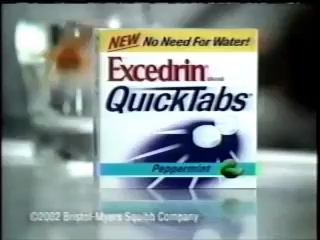 NEW No Need For Water!
Excedrin
QuickTabs
Peppermint
©2002 Bristol-Myers Squibb Company